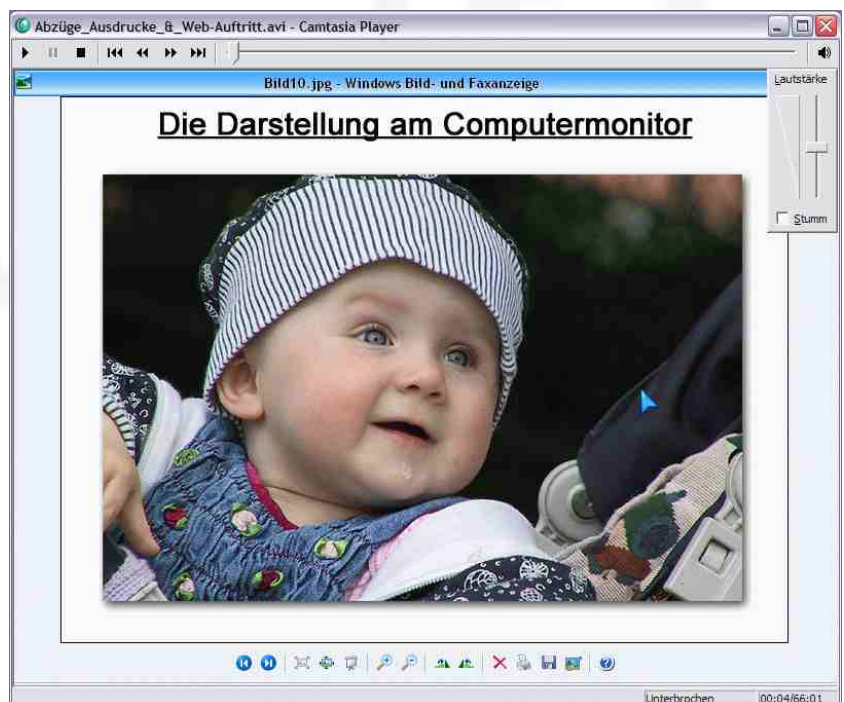 Abzüge_Ausdrucke_&_Web-Auftritt.avi - Camtasia Player
Bild10.jpg - Windows Bild- und Faxanzeige
Lautstärke
Die Darstellung am Computermonitor
Stumm
Unterbrochen 00:04/66:01